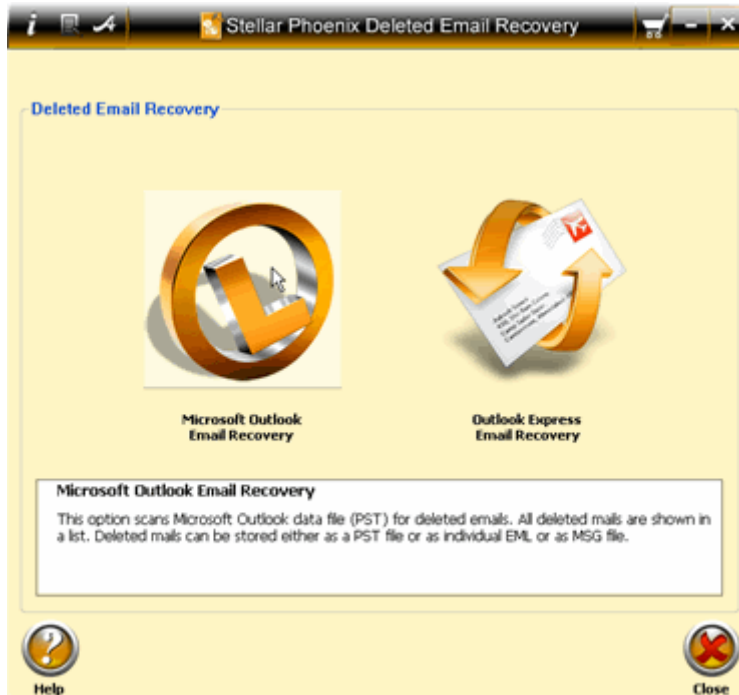 i
Stellar Phoenix Deleted Email Recovery
Deleted Email Recovery
Microsoft Outlook
Email Recovery
Outlook Express
Email Recovery
Microsoft Outlook Email Recovery
This option scans Microsoft Outlook data file (PST) for deleted emails. All deleted mails are shown in
a list. Deleted mails can be stored either as a PST file or as individual EML or as MSG file.
Help
Close